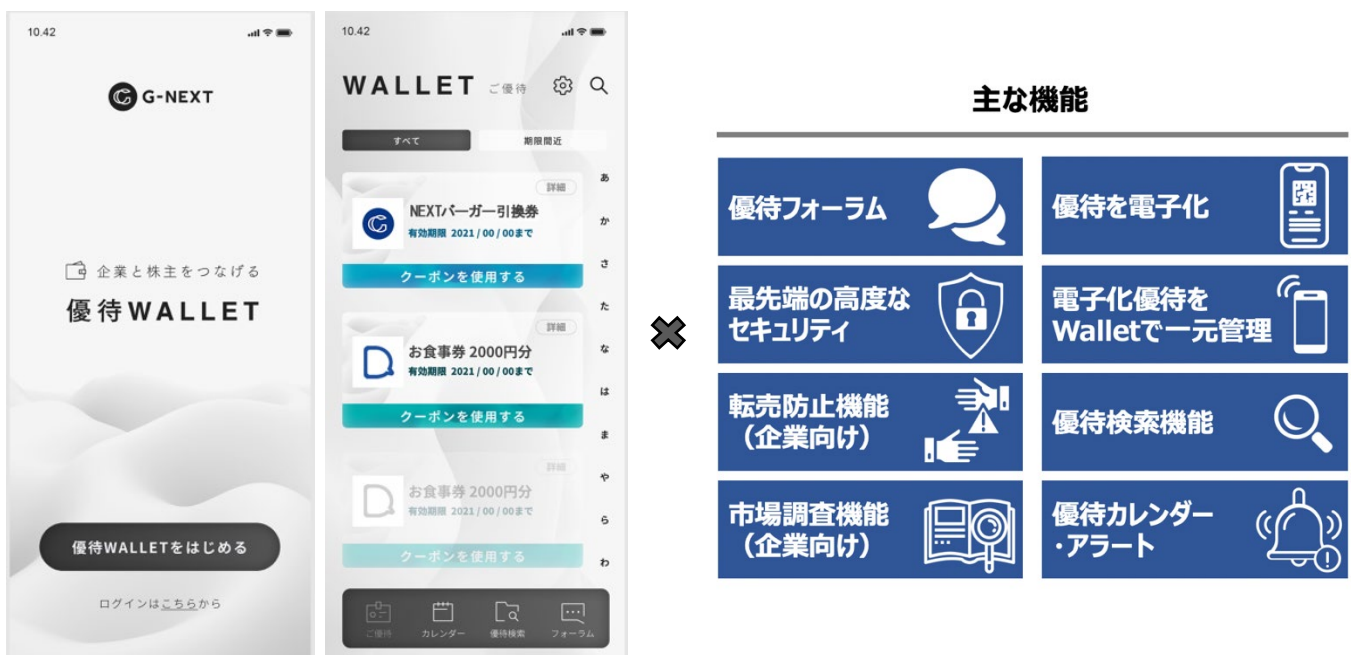 10.42
G-NEXT
企業と株主をつなげる
優待WALLET
優待WALLETをはじめる
ログインはこちらから
10.42
WALLET ご優待
すべて 期限間近
詳細
NEXTバーガー引換券
有効期限 2021 / 00 / 00まで
クーポンを使用する
詳細
お食事券 2000円分
有効期限 2021 / 00 / 00まで
クーポンを使用する
詳細
お食事券 2000円分
有効期限 2021 / 00 / 00まで
クーポンを使用する
あ
か
さ
た
な
は
ま
や
ら
わ
ご優待 カレンダー 優待検索 フォーラム
主な機能
優待フォーラム
優待を電子化
最先端の高度な
セキュリティ
電子化優待を
Walletで一元管理
転売防止機能
（企業向け）
優待検索機能
市場調査機能
（企業向け）
優待カレンダー
・アラート